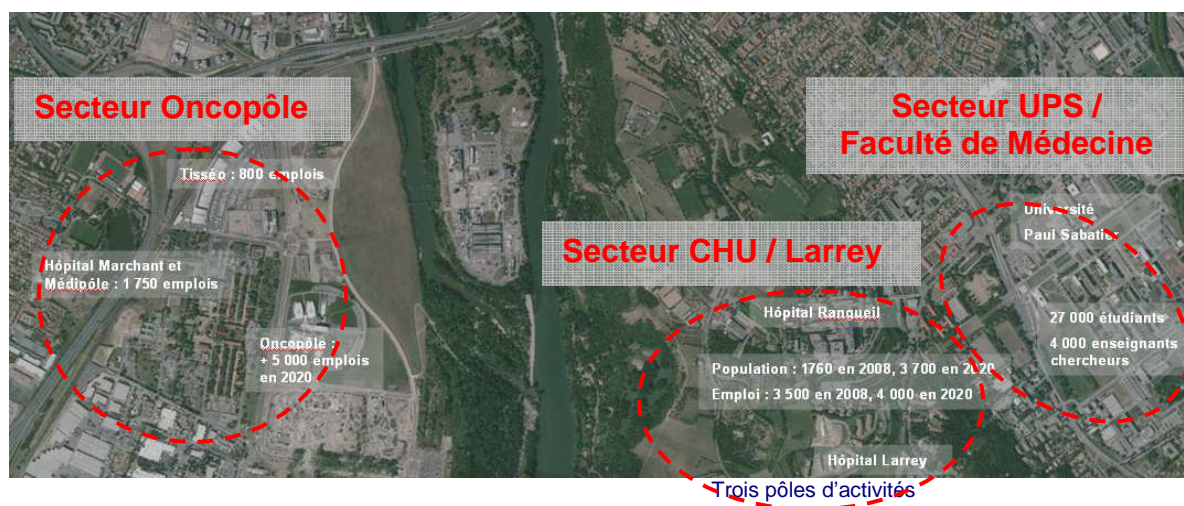 Secteur Oncopôle
Tisséo : 800 emplois
Hôpital Marchant et
Médipôle : 1 750 emplois
Oncopôle :
+ 5 000 emplois
en 2020
Secteur CHU / Larrey
Hôpital Rangueil
Population : 1760 en 2008, 3 700 en 2020
Emploi : 3 500 en 2008, 4 000 en 2020
Hôpital Larrey
Secteur UPS /
Faculté de Médecine
Université
Paul Sabatier
27 000 étudiants
4 000 enseignants
chercheurs
Trois pôles d'activités